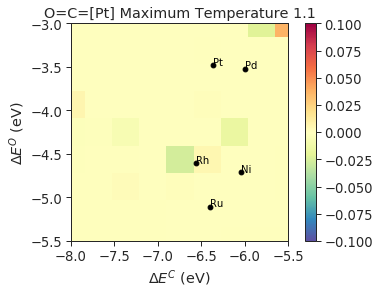 O=C=[Pt] Maximum Temperature 1.1
−3.0
−3.5
−4.0
−4.5
−5.0
−5.5
ΔE^O (eV)
Pt
Pd
Rh
Ni
Ru
−8.0 −7.5 −7.0 −6.5 −6.0 −5.5
ΔE^C (eV)
0.100
0.075
0.050
0.025
0.000
−0.025
−0.050
−0.075
−0.100